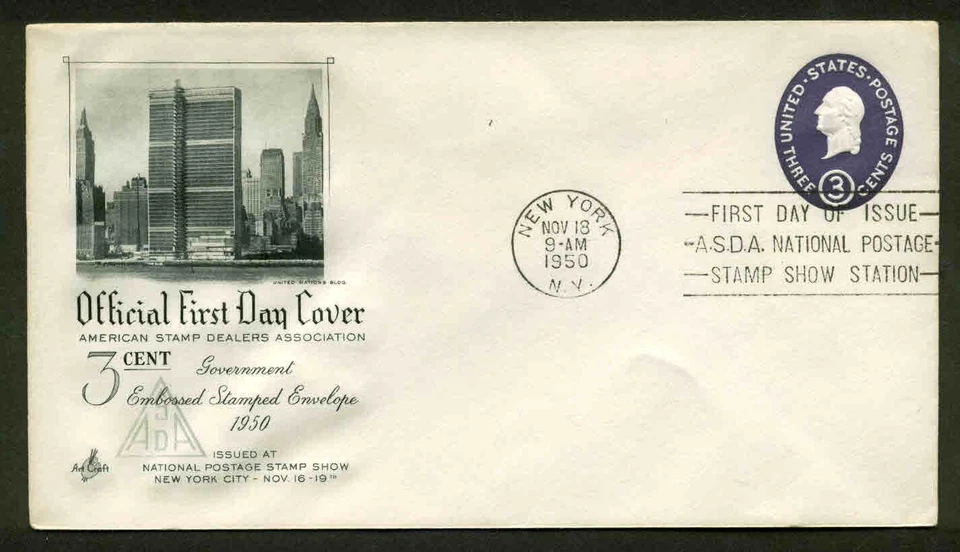 UNITED NATIONS BLDG.
Official First Day Cover
AMERICAN STAMP DEALERS ASSOCIATION
3 CENT Government
Embossed Stamped Envelope
1950
ASDA
Art Craft
ISSUED AT
NATIONAL POSTAGE STAMP SHOW
NEW YORK CITY - NOV. 16-19TH
NEW YORK
NOV 18
9-AM
1950
N.Y.
UNITED·STATES·POSTAGE
THREE 3 CENTS
FIRST DAY OF ISSUE
A.S.D.A. NATIONAL POSTAGE
STAMP SHOW STATION